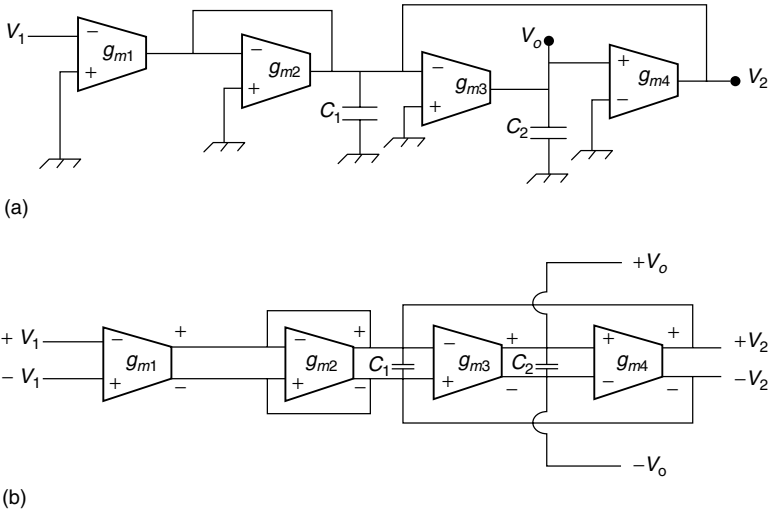 V1 − + gm1 − + gm2 C1 − + gm3 Vo C2 + − gm4 V2
(a)
+Vo
+ V1 − gm1 + − gm2 + C1 − gm3 + C2 + gm4 + +V2
− V1 + − + − + − − − −V2
−Vo
(b)